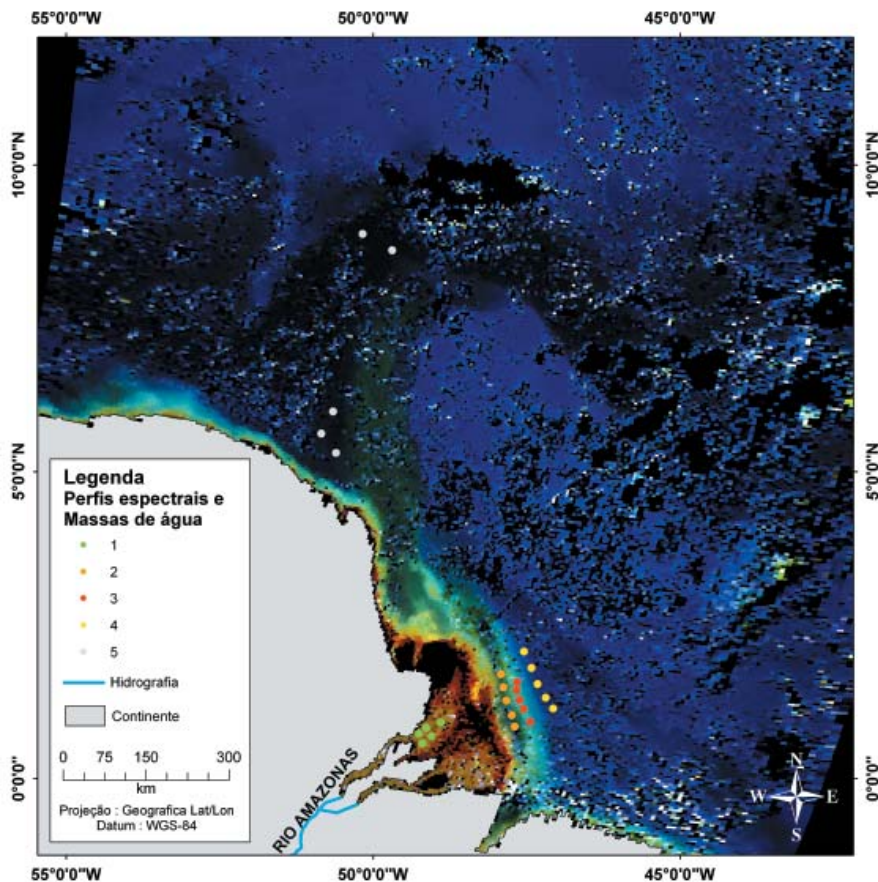 55°0'0"W 50°0'0"W 45°0'0"W
10°0'0"N 10°0'0"N
5°0'0"N 5°0'0"N
Legenda
Perfis espectrais e
Massas de água
1
2
3
4
5
Hidrografia
Continente
0 75 150 300
km
Projeção : Geografica Lat/Lon
Datum : WGS-84
RIO AMAZONAS
N
W E
S
0°0'0" 0°0'0"
55°0'0"W 50°0'0"W 45°0'0"W